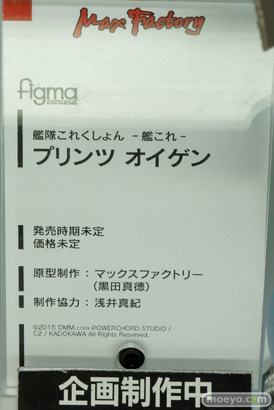 Max Factory
figma
艦隊これくしょん -艦これ-
プリンツ オイゲン
発売時期未定
価格未定
原型制作：マックスファクトリー
（黒田真徳）
制作協力：浅井真紀
©2015 DMM.com POWERCHORD STUDIO /
C2 / KADOKAWA All Rights Reserved.
企画制作中
moeyo.com